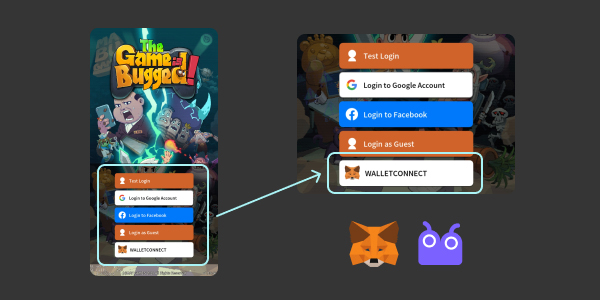 The
Game is
Bugged!
Test Login
Login to Google Account
Login to Facebook
Login as Guest
WALLETCONNECT
Test Login
Login to Google Account
Login to Facebook
Login as Guest
WALLETCONNECT